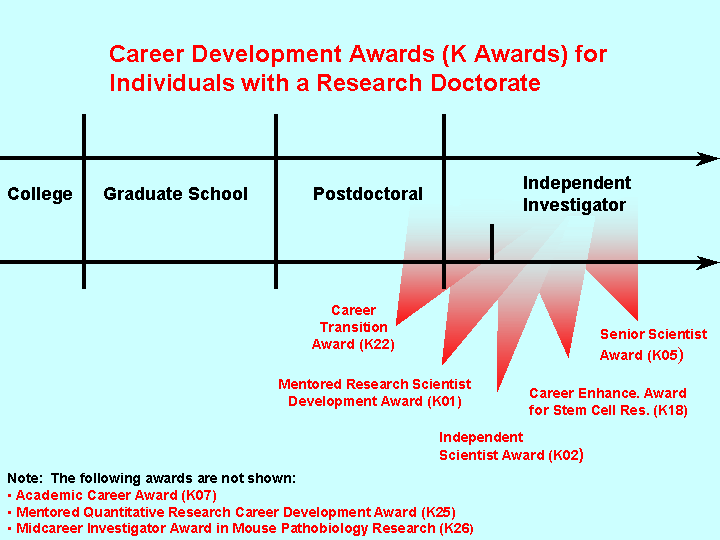 Career Development Awards (K Awards) for
Individuals with a Research Doctorate
College
Graduate School
Postdoctoral
Independent
Investigator
Career
Transition
Award (K22)
Senior Scientist
Award (K05)
Mentored Research Scientist
Development Award (K01)
Career Enhance. Award
for Stem Cell Res. (K18)
Independent
Scientist Award (K02)
Note:  The following awards are not shown:
• Academic Career Award (K07)
• Mentored Quantitative Research Career Development Award (K25)
• Midcareer Investigator Award in Mouse Pathobiology Research (K26)